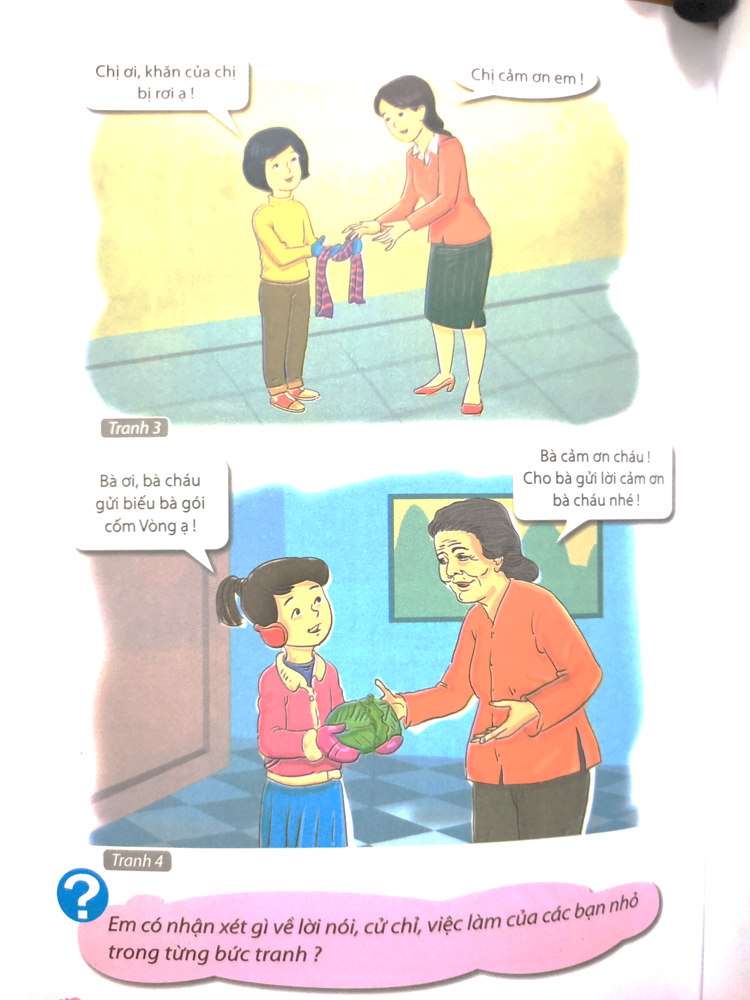 Chị ơi, khăn của chị
bị rơi ạ !
Chị cảm ơn em !
Tranh 3
Bà ơi, bà cháu
gửi biếu bà gói
cốm Vòng ạ !
Bà cảm ơn cháu !
Cho bà gửi lời cảm ơn
bà cháu nhé !
Tranh 4
?
Em có nhận xét gì về lời nói, cử chỉ, việc làm của các bạn nhỏ
trong từng bức tranh ?